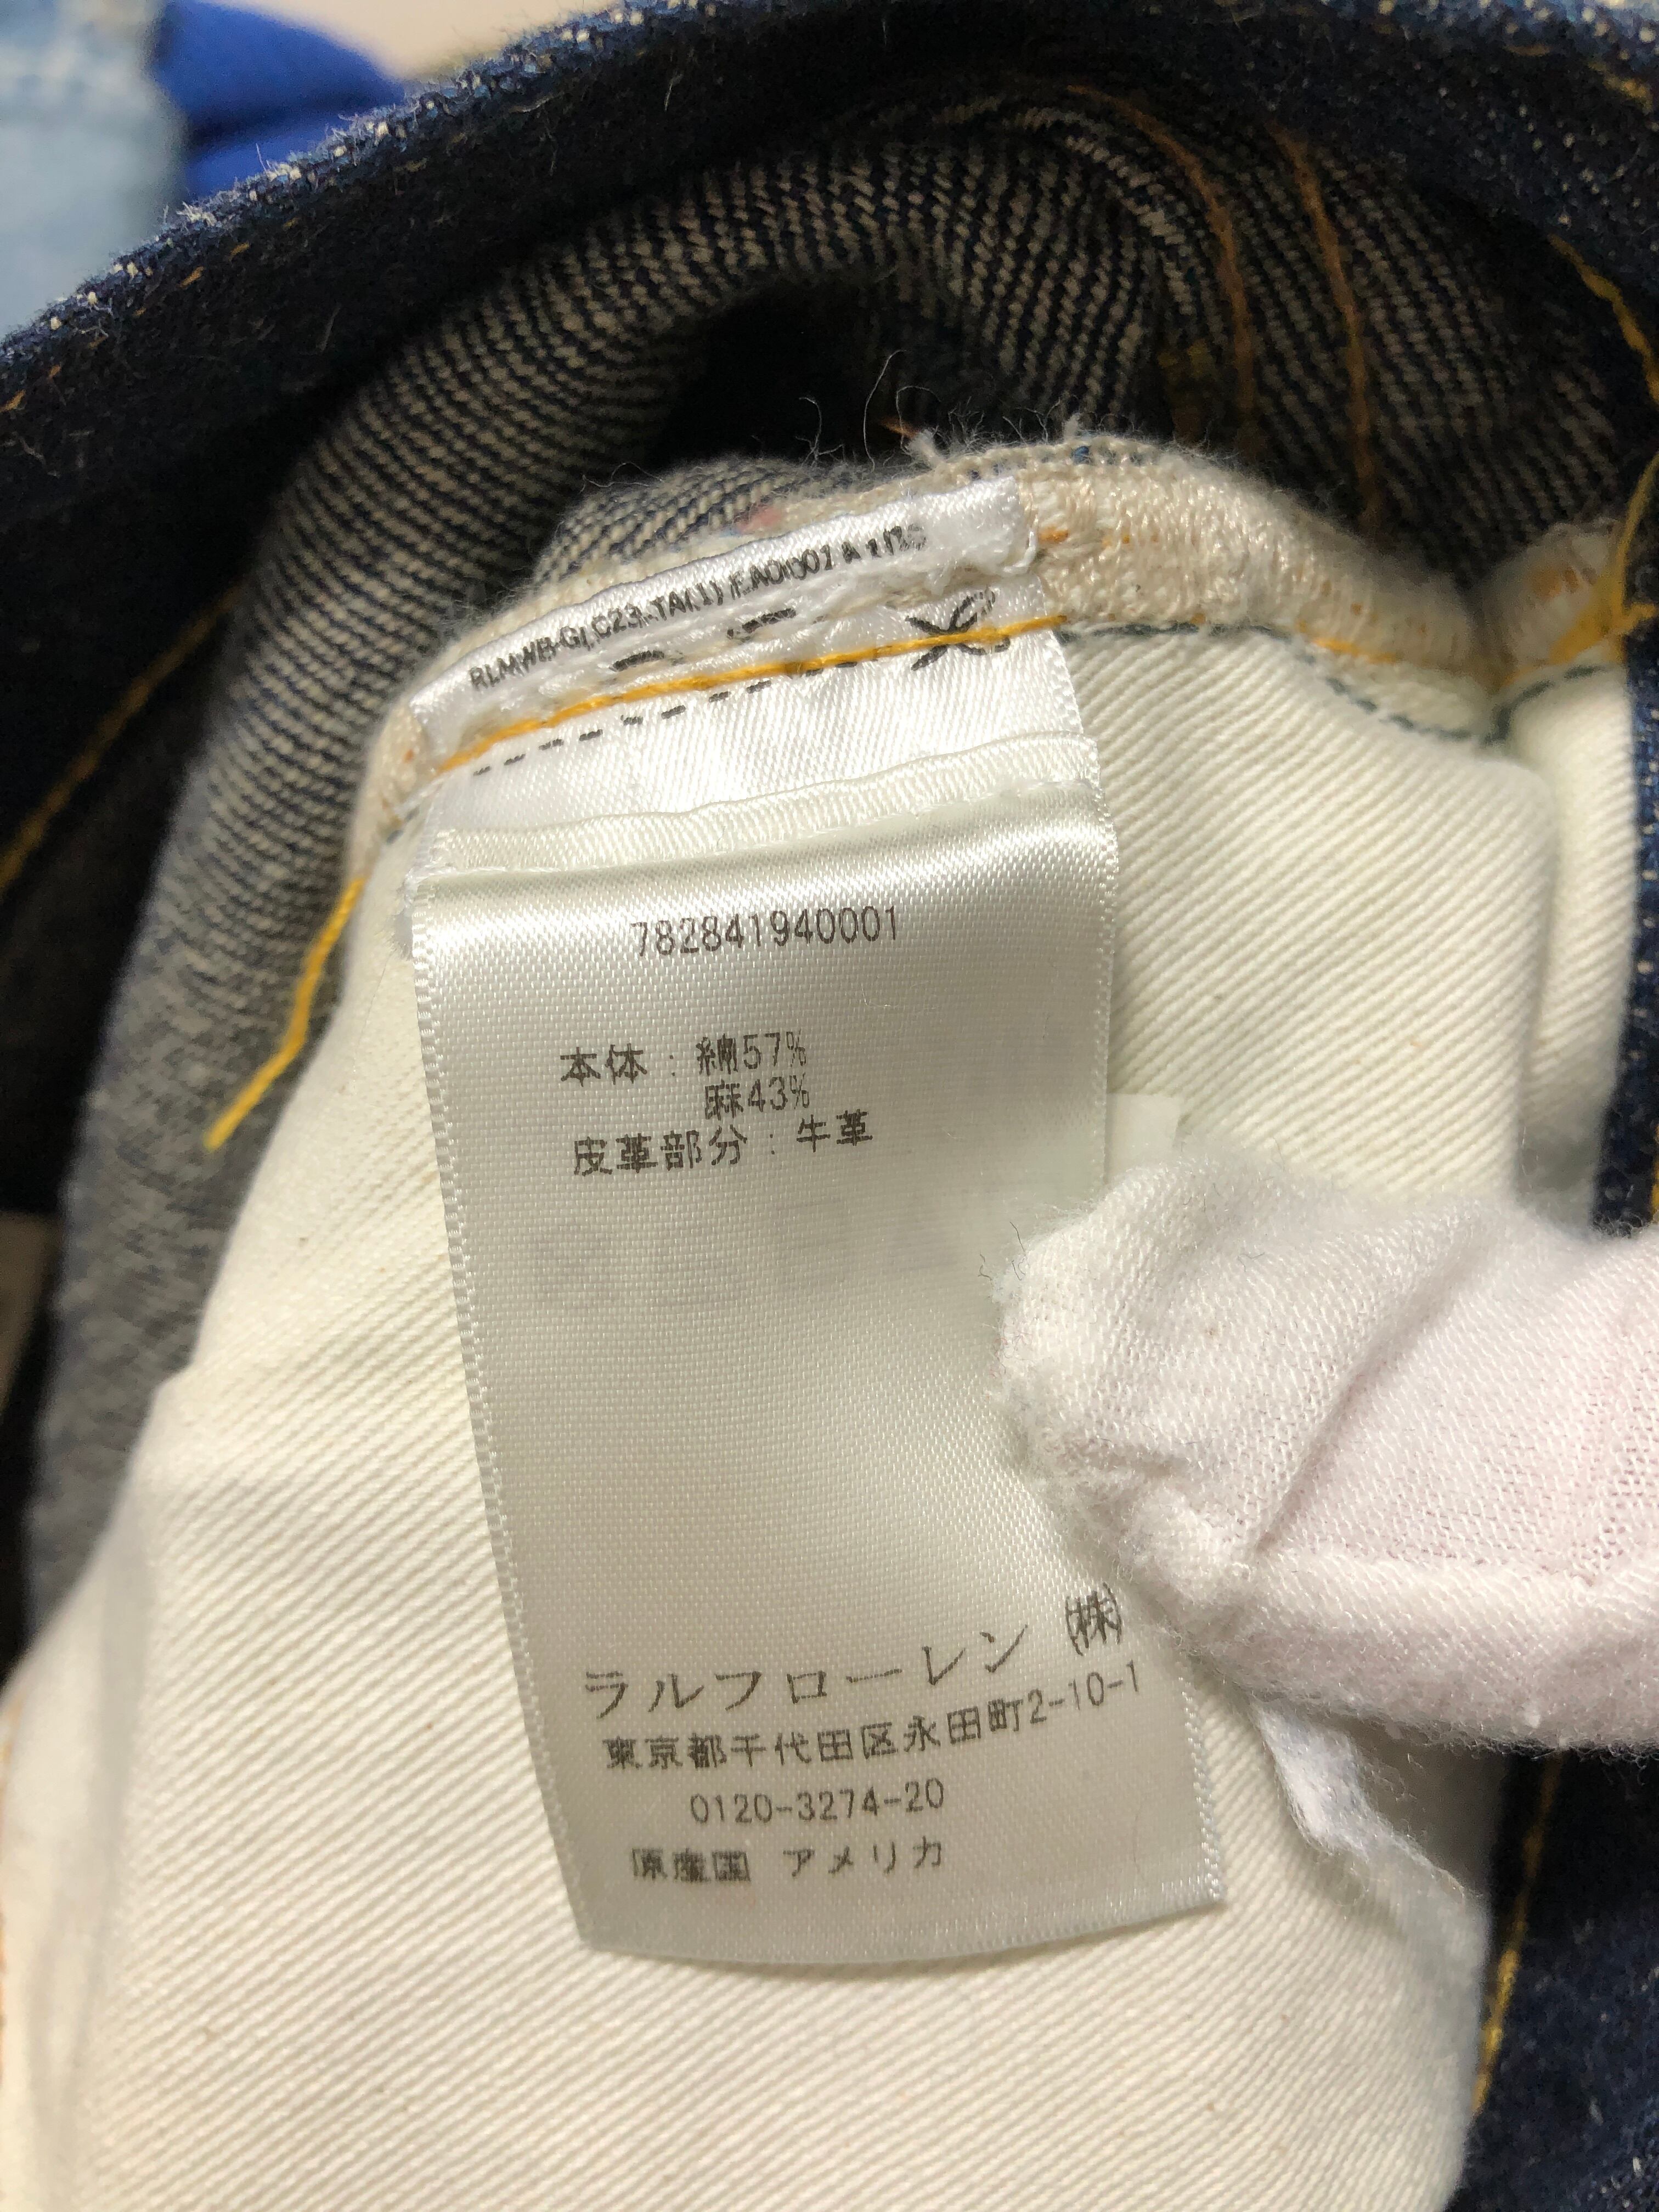 782841940001
本体：綿57%
麻43%
皮革部分：牛革
ラルフローレン ㈱
東京都千代田区永田町2-10-1
0120-3274-20
原産国 アメリカ